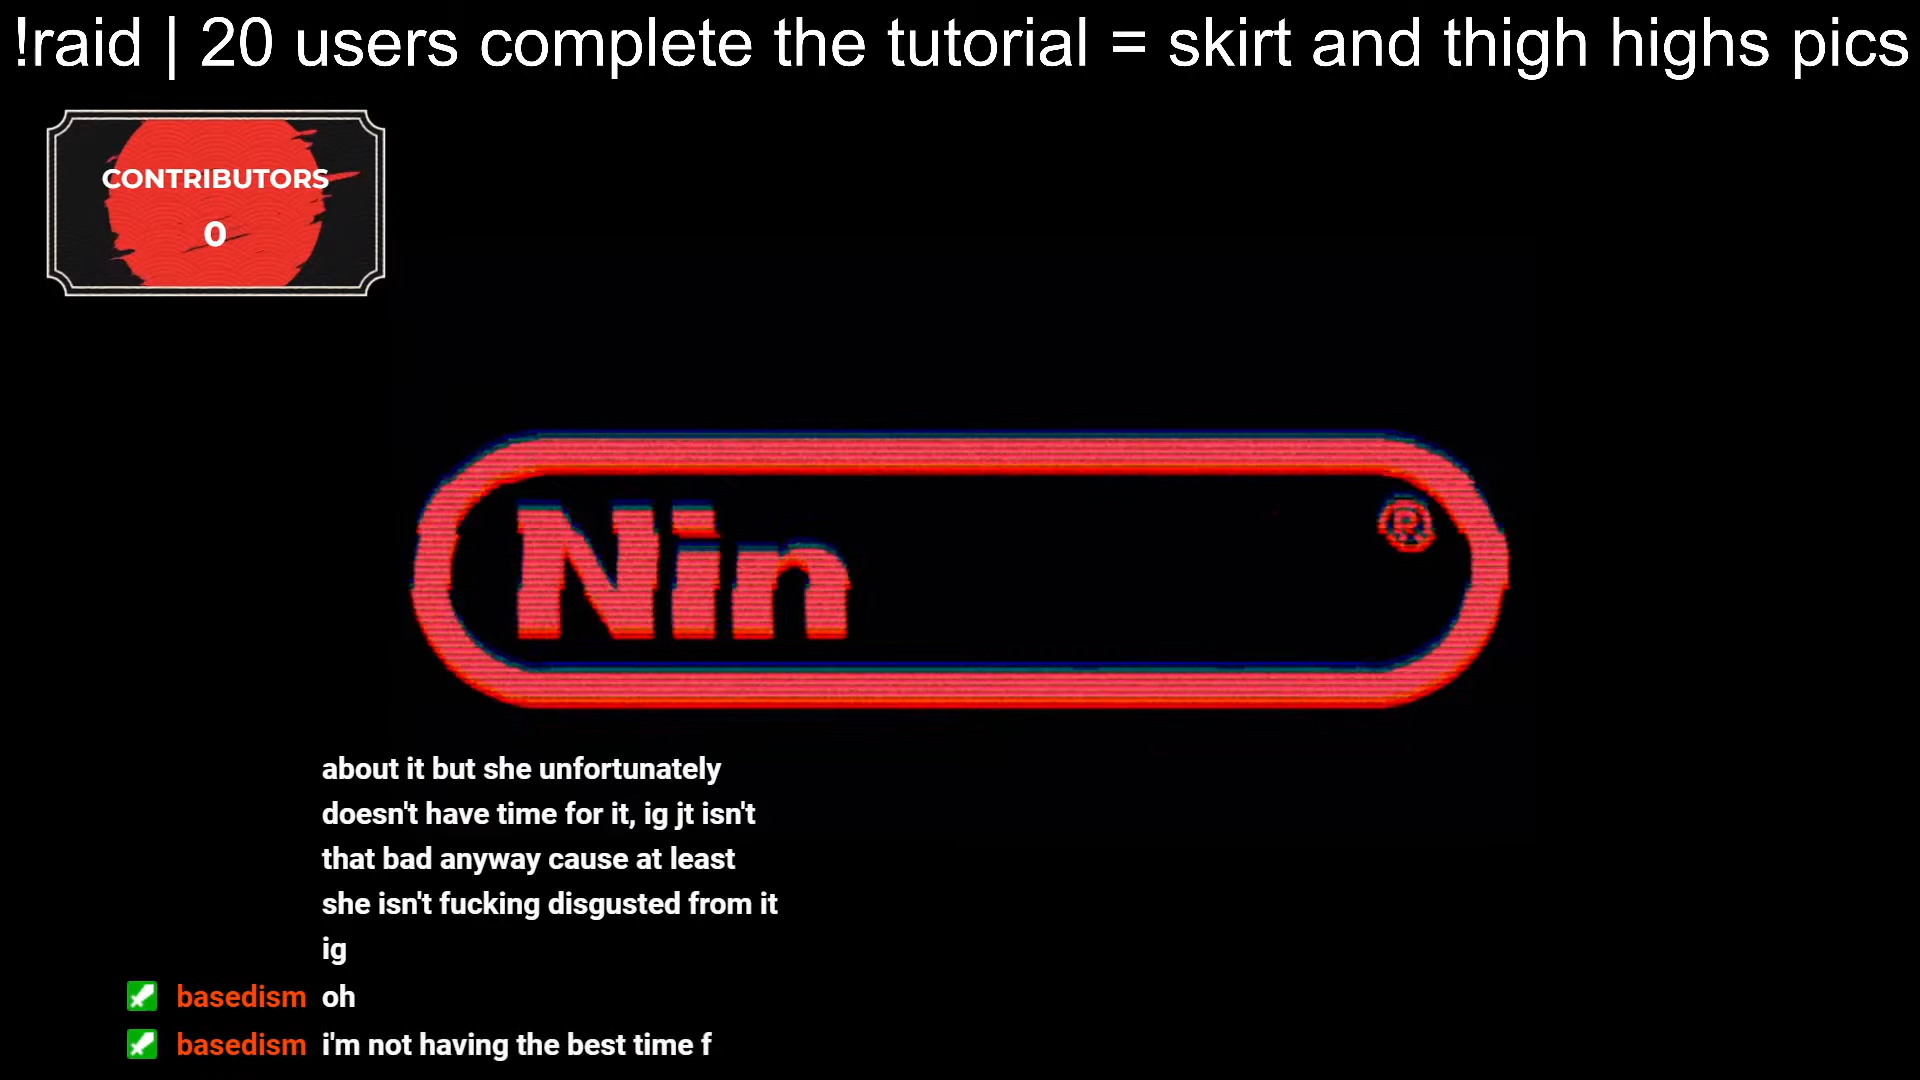 !raid | 20 users complete the tutorial = skirt and thigh highs pics
CONTRIBUTORS
0
Nin
®
about it but she unfortunately
doesn't have time for it, ig jt isn't
that bad anyway cause at least
she isn't fucking disgusted from it
ig
basedism oh
basedism i'm not having the best time f